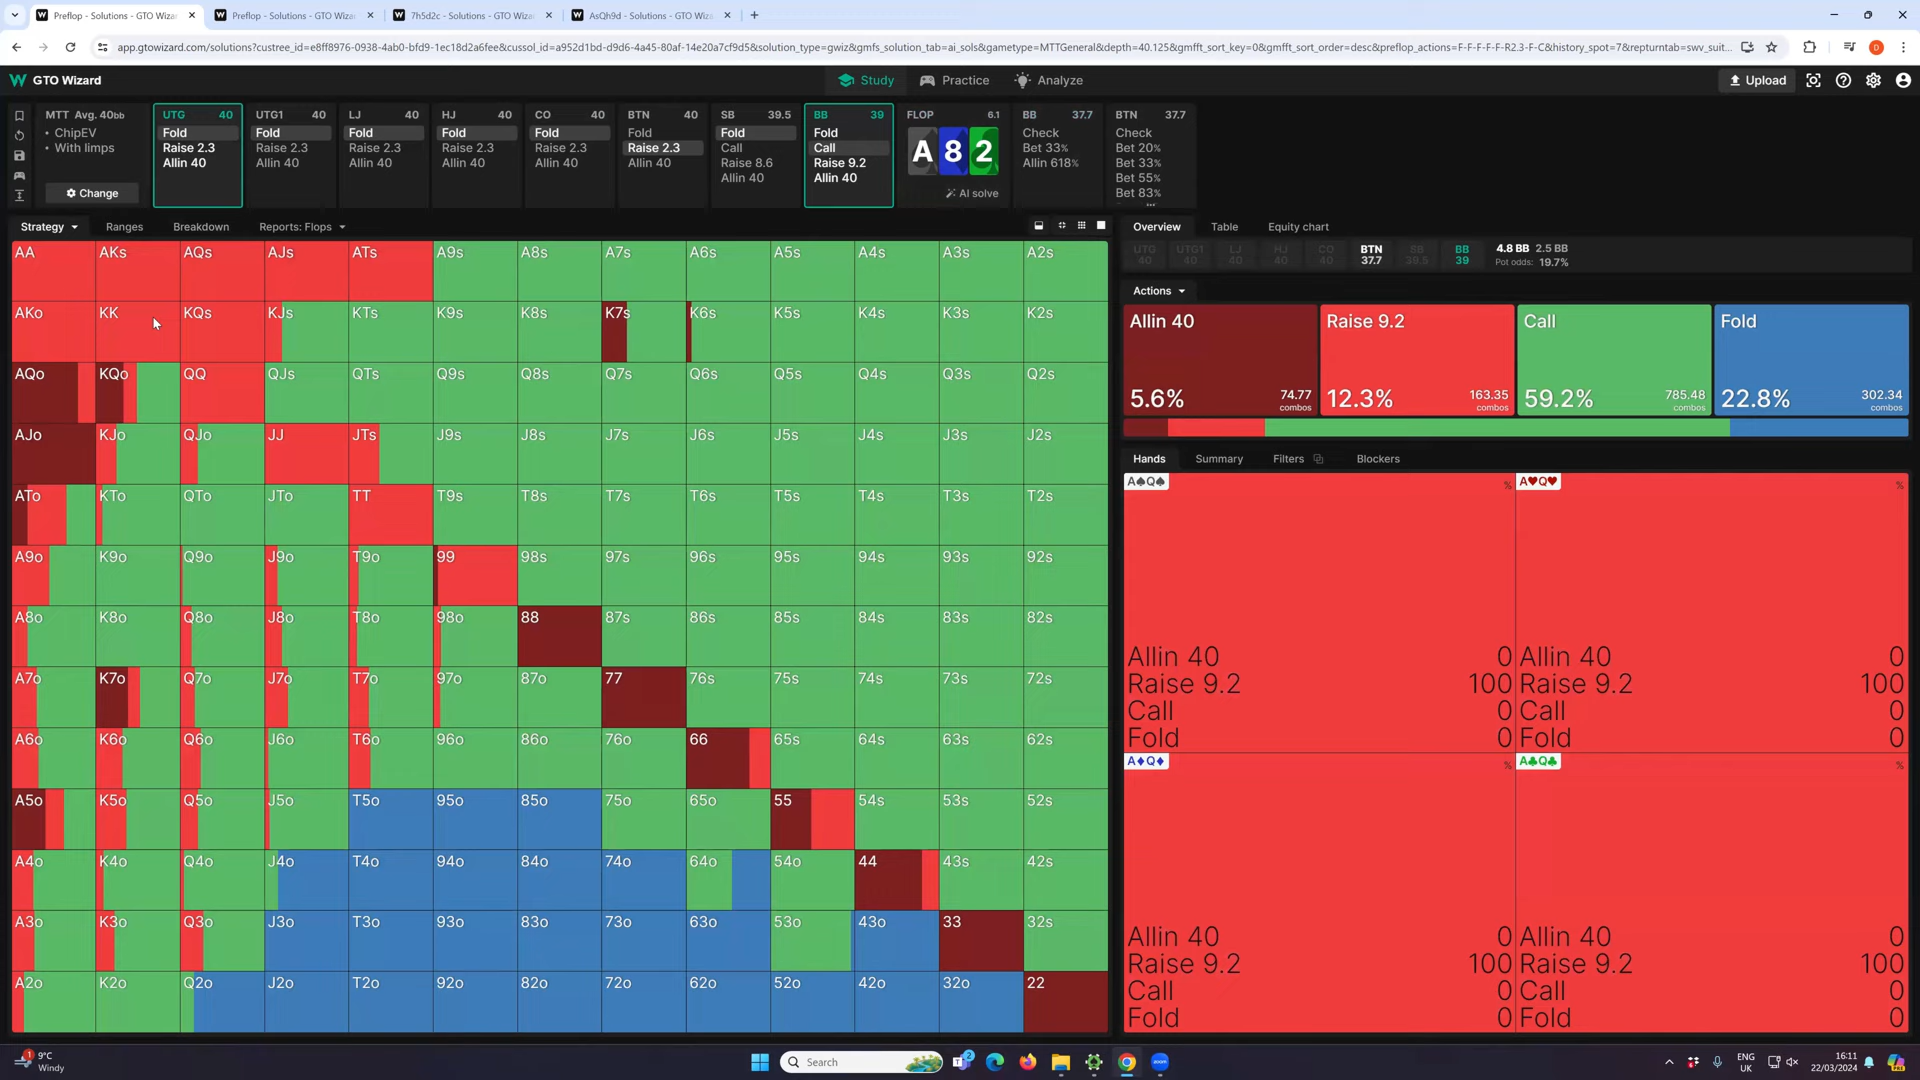 Preflop - Solutions - GTO Wizar
Preflop - Solutions - GTO Wizar
7h5d2c - Solutions - GTO Wizar
AsQh9d - Solutions - GTO Wizar
app.gtowizard.com/solutions?custree_id=e8ff8976-0938-4ab0-bfd9-1ec18d2a6fee&cussol_id=a952d1bd-d9d6-4a45-80af-14e20a7cf9d5&solution_type=gwiz&gmfs_solution_tab=ai_sols&gametype=MTTGeneral&depth=40.125&gmfft_sort_key=0&gmfft_sort_order=desc&preflop_actions=F-F-F-F-F-R2.3-F-C&history_spot=7&repturntab=swv_suit...
GTO Wizard
Study
Practice
Analyze
Upload
MTT Avg. 40bb
• ChipEV
• With limps
Change
UTG 40
Fold
Raise 2.3
Allin 40
UTG1 40
Fold
Raise 2.3
Allin 40
LJ 40
Fold
Raise 2.3
Allin 40
HJ 40
Fold
Raise 2.3
Allin 40
CO 40
Fold
Raise 2.3
Allin 40
BTN 40
Fold
Raise 2.3
Allin 40
SB 39.5
Fold
Call
Raise 8.6
Allin 40
BB 39
Fold
Call
Raise 9.2
Allin 40
FLOP 6.1
A 8 2
AI solve
BB 37.7
Check
Bet 33%
Allin 618%
BTN 37.7
Check
Bet 20%
Bet 33%
Bet 55%
Bet 83%
Strategy Ranges Breakdown Reports: Flops
AA AKs AQs AJs ATs A9s A8s A7s A6s A5s A4s A3s A2s
AKo KK KQs KJs KTs K9s K8s K7s K6s K5s K4s K3s K2s
AQo KQo QQ QJs QTs Q9s Q8s Q7s Q6s Q5s Q4s Q3s Q2s
AJo KJo QJo JJ JTs J9s J8s J7s J6s J5s J4s J3s J2s
ATo KTo QTo JTo TT T9s T8s T7s T6s T5s T4s T3s T2s
A9o K9o Q9o J9o T9o 99 98s 97s 96s 95s 94s 93s 92s
A8o K8o Q8o J8o T8o 98o 88 87s 86s 85s 84s 83s 82s
A7o K7o Q7o J7o T7o 97o 87o 77 76s 75s 74s 73s 72s
A6o K6o Q6o J6o T6o 96o 86o 76o 66 65s 64s 63s 62s
A5o K5o Q5o J5o T5o 95o 85o 75o 65o 55 54s 53s 52s
A4o K4o Q4o J4o T4o 94o 84o 74o 64o 54o 44 43s 42s
A3o K3o Q3o J3o T3o 93o 83o 73o 63o 53o 43o 33 32s
A2o K2o Q2o J2o T2o 92o 82o 72o 62o 52o 42o 32o 22
Overview Table Equity chart
UTG 40
UTG1 40
LJ 40
HJ 40
CO 40
BTN 37.7
SB 39.5
BB 39
4.8 BB 2.5 BB
Pot odds: 19.7%
Actions
Allin 40
5.6% 74.77 combos
Raise 9.2
12.3% 163.35 combos
Call
59.2% 785.48 combos
Fold
22.8% 302.34 combos
Hands Summary Filters Blockers
A♠Q♠ %
Allin 40 0
Raise 9.2 100
Call 0
Fold 0
A♥Q♥ %
Allin 40 0
Raise 9.2 100
Call 0
Fold 0
A♦Q♦ %
Allin 40 0
Raise 9.2 100
Call 0
Fold 0
A♣Q♣ %
Allin 40 0
Raise 9.2 100
Call 0
Fold 0
1
9°C
Windy
Search
2
ENG
UK
16:11
22/03/2024